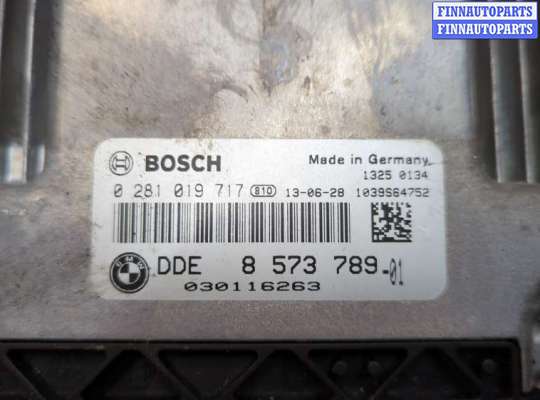 FINNAUTOPARTS
FINNAUTOPARTS
BOSCH
Made in Germany
1325 0134
0 281 019 717 810 13-06-28 1039S64752
BMW
DDE 8 573 789-01
030116263